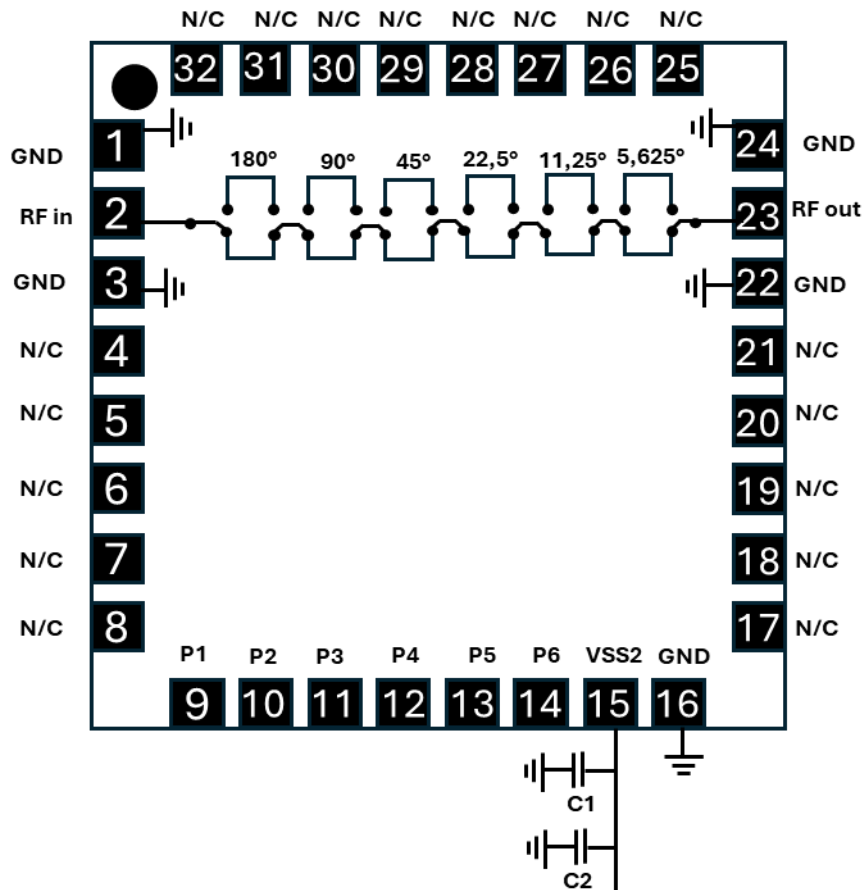 N/C N/C N/C N/C N/C N/C N/C N/C
32 31 30 29 28 27 26 25
GND 1 24 GND
180° 90° 45° 22,5° 11,25° 5,625°
RF in 2 23 RF out
GND 3 22 GND
N/C 4 21 N/C
N/C 5 20 N/C
N/C 6 19 N/C
N/C 7 18 N/C
N/C 8 17 N/C
P1 P2 P3 P4 P5 P6 VSS2 GND
9 10 11 12 13 14 15 16
C1
C2